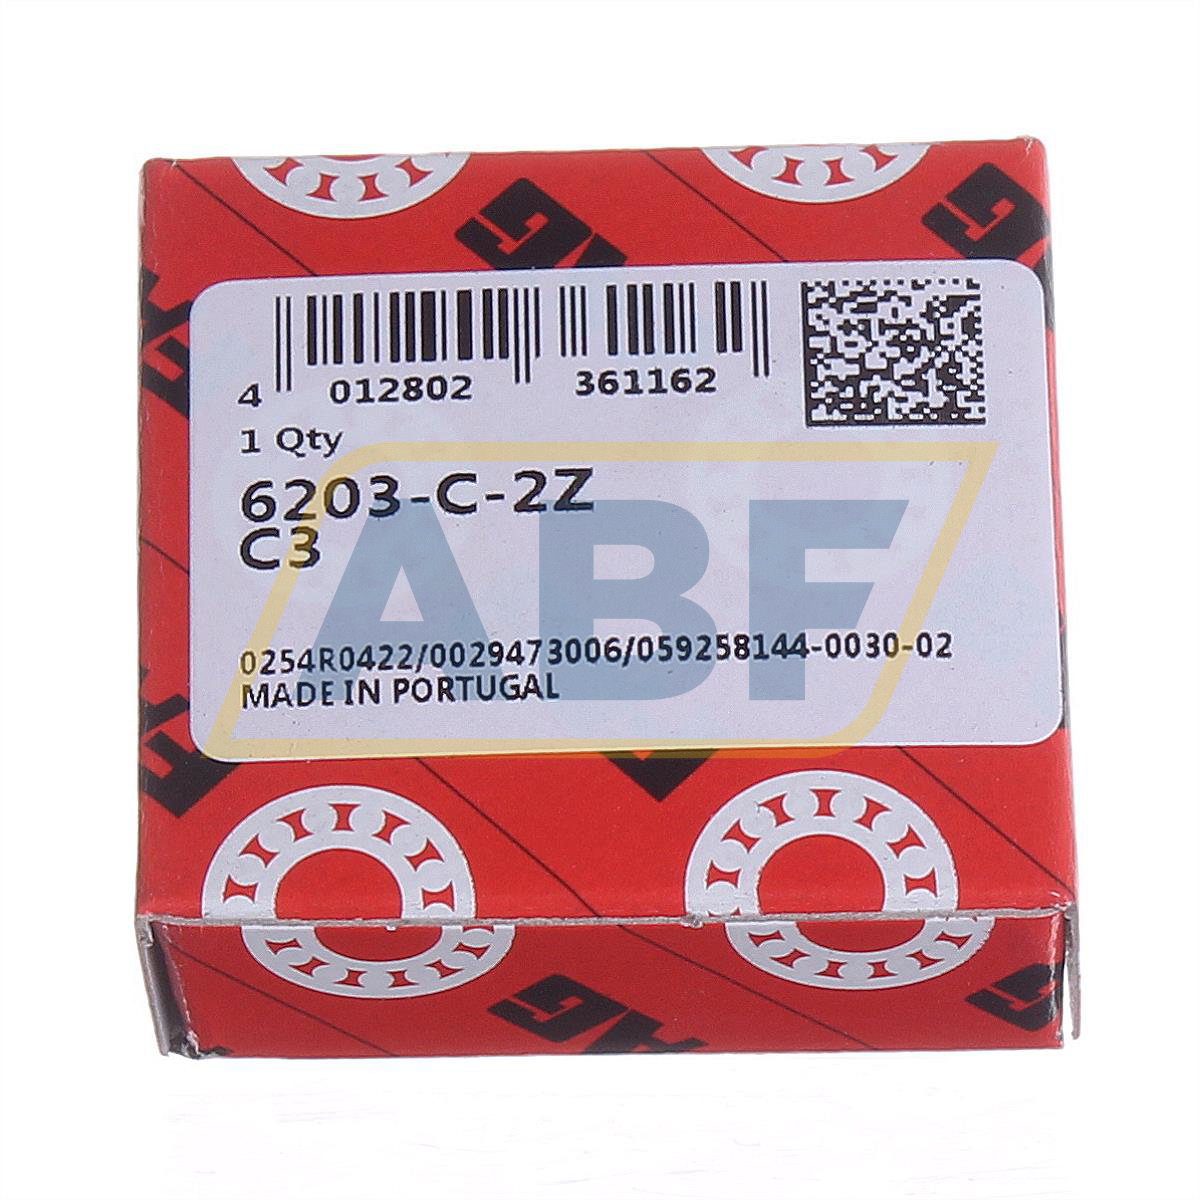 4 012802 361162
1 Qty
6203-C-2Z
C3
0254R0422/0029473006/059258144-0030-02
MADE IN PORTUGAL
ABF